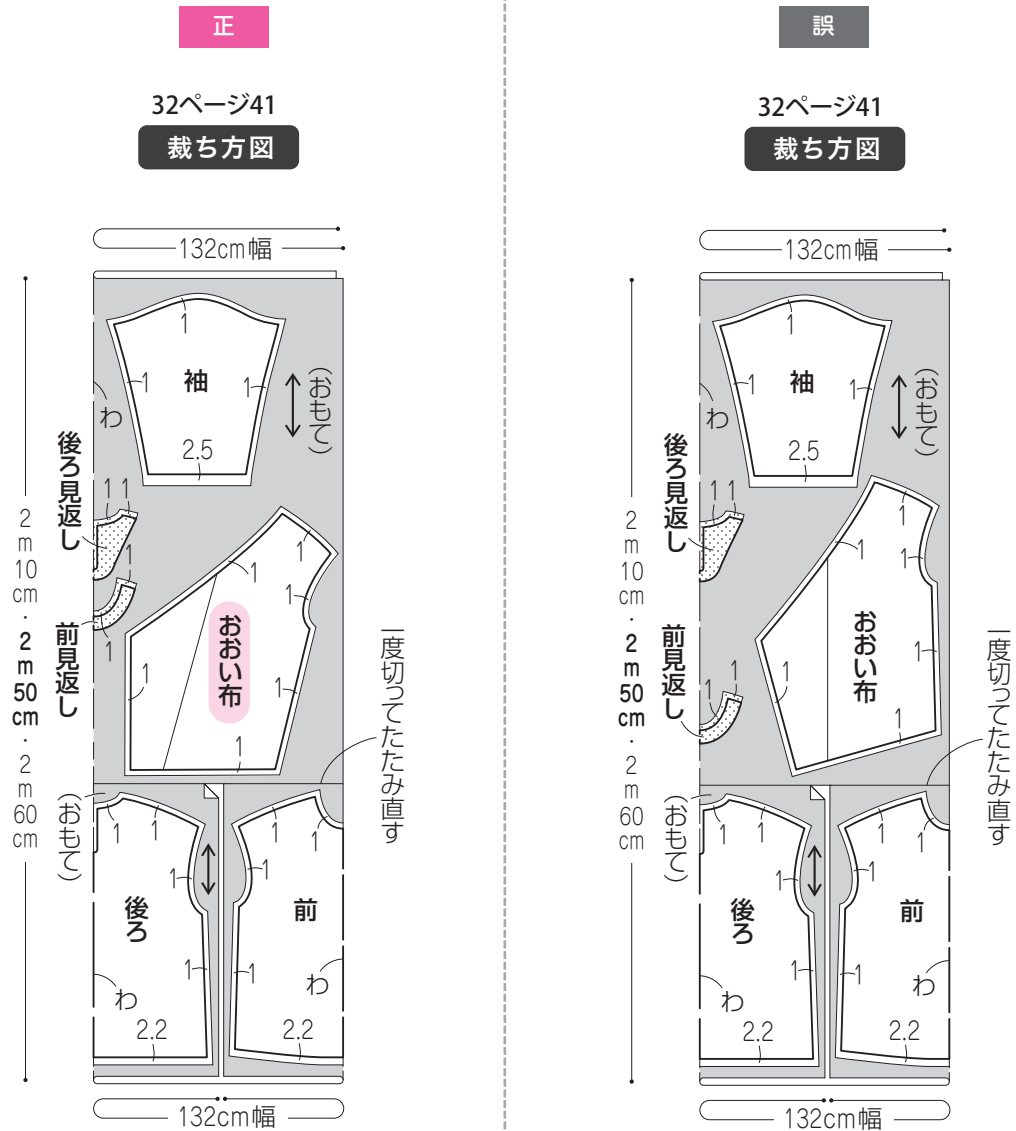 正
32ページ41
裁ち方図
132cm幅
1
1
袖
1
(おもて)
わ
2.5
後ろ見返し
1 1
1
1
1
おおい布
前見返し
1
1
1
1
2m10cm・2m50cm・2m60cm
一度切ってたたみ直す
(おもて)
1
1
1
1
1
1
後ろ
前
1
1
わ
わ
2.2
2.2
132cm幅
誤
32ページ41
裁ち方図
132cm幅
1
1
袖
1
(おもて)
わ
2.5
後ろ見返し
1 1
1
1
1
おおい布
前見返し
1 1
1
1
1
2m10cm・2m50cm・2m60cm
一度切ってたたみ直す
(おもて)
1
1
1
1
1
1
後ろ
前
1
1
わ
わ
2.2
2.2
132cm幅